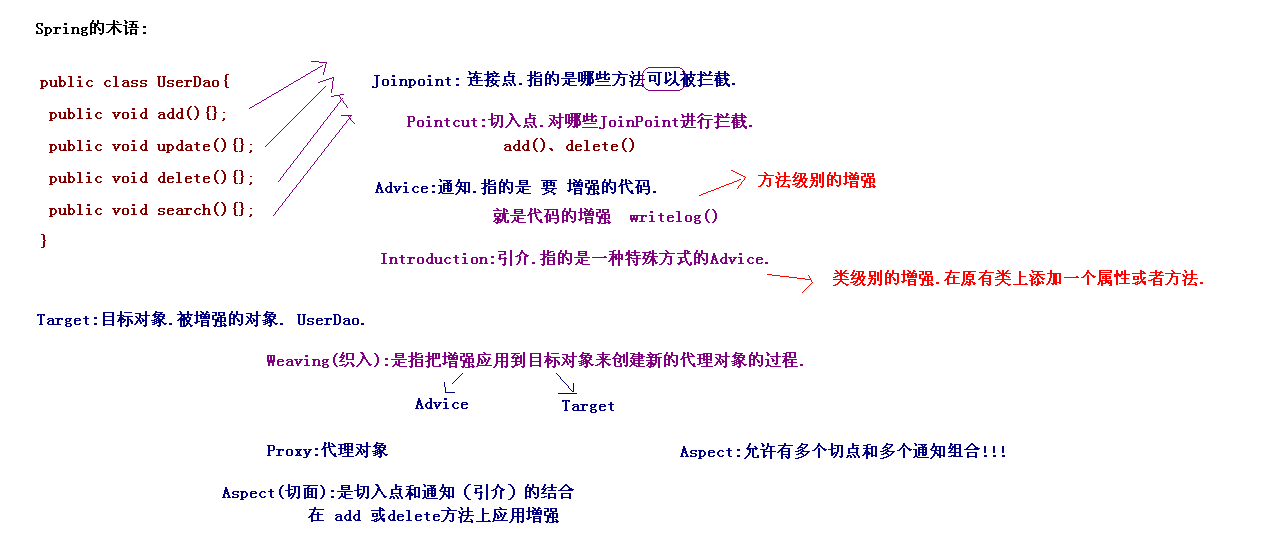 Spring的术语:
public class UserDao{
public void add(){};
public void update(){};
public void delete(){};
public void search(){};
}
Joinpoint: 连接点.指的是哪些方法可以被拦截.
Pointcut:切入点.对哪些JoinPoint进行拦截.
add()、delete()
Advice:通知.指的是 要 增强的代码.
方法级别的增强
就是代码的增强 writelog()
Introduction:引介.指的是一种特殊方式的Advice.
类级别的增强.在原有类上添加一个属性或者方法.
Target:目标对象.被增强的对象. UserDao.
Weaving(织入):是指把增强应用到目标对象来创建新的代理对象的过程.
Advice
Target
Proxy:代理对象
Aspect:允许有多个切点和多个通知组合!!!
Aspect(切面):是切入点和通知（引介）的结合
在 add 或delete方法上应用增强